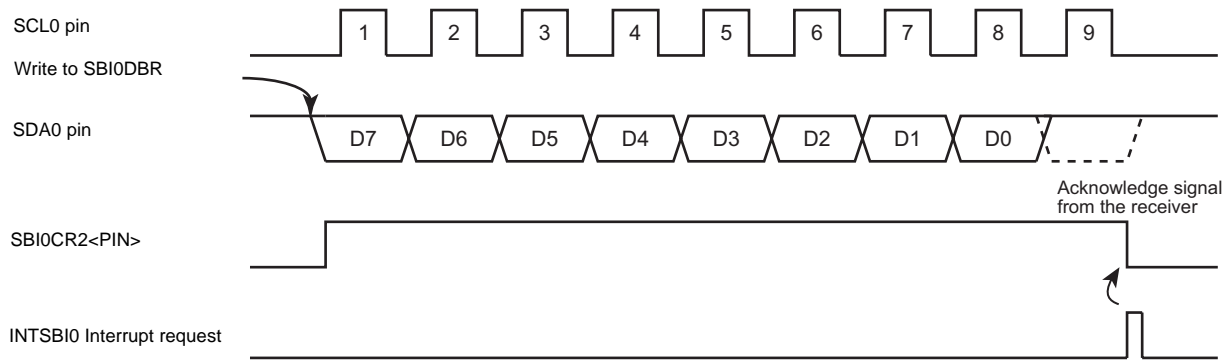 SCL0 pin
1 2 3 4 5 6 7 8 9
Write to SBI0DBR
SDA0 pin
D7 D6 D5 D4 D3 D2 D1 D0
Acknowledge signal
from the receiver
SBI0CR2<PIN>
INTSBI0 Interrupt request